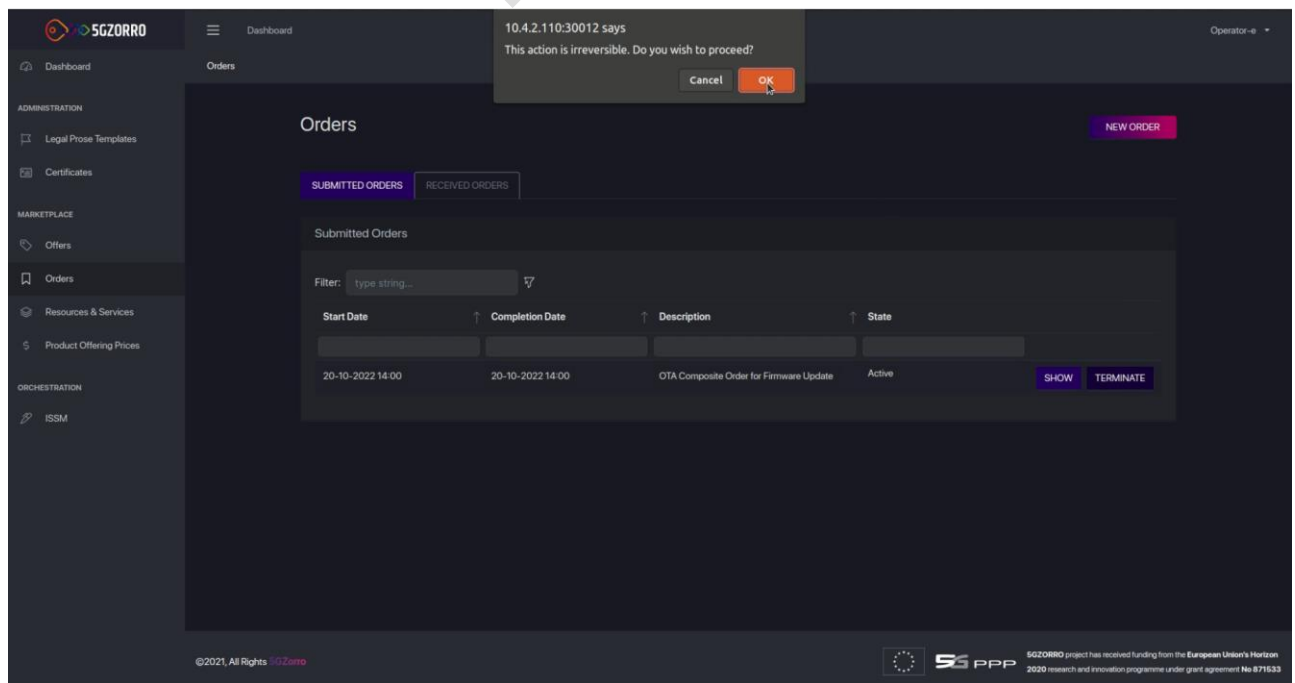 5GZORRO
Dashboard
10.4.2.110:30012 says
This action is irreversible. Do you wish to proceed?
Cancel
OK
Operator-e
Dashboard
Orders
ADMINISTRATION
Legal Prose Templates
Certificates
MARKETPLACE
Offers
Orders
Resources & Services
Product Offering Prices
ORCHESTRATION
ISSM
Orders
NEW ORDER
SUBMITTED ORDERS
RECEIVED ORDERS
Submitted Orders
Filter: type string...
Start Date Completion Date Description State
20-10-2022 14:00 20-10-2022 14:00 OTA Composite Order for Firmware Update Active SHOW TERMINATE
©2021, All Rights 5GZorro
5G PPP
5GZORRO project has received funding from the European Union's Horizon
2020 research and innovation programme under grant agreement No 871533